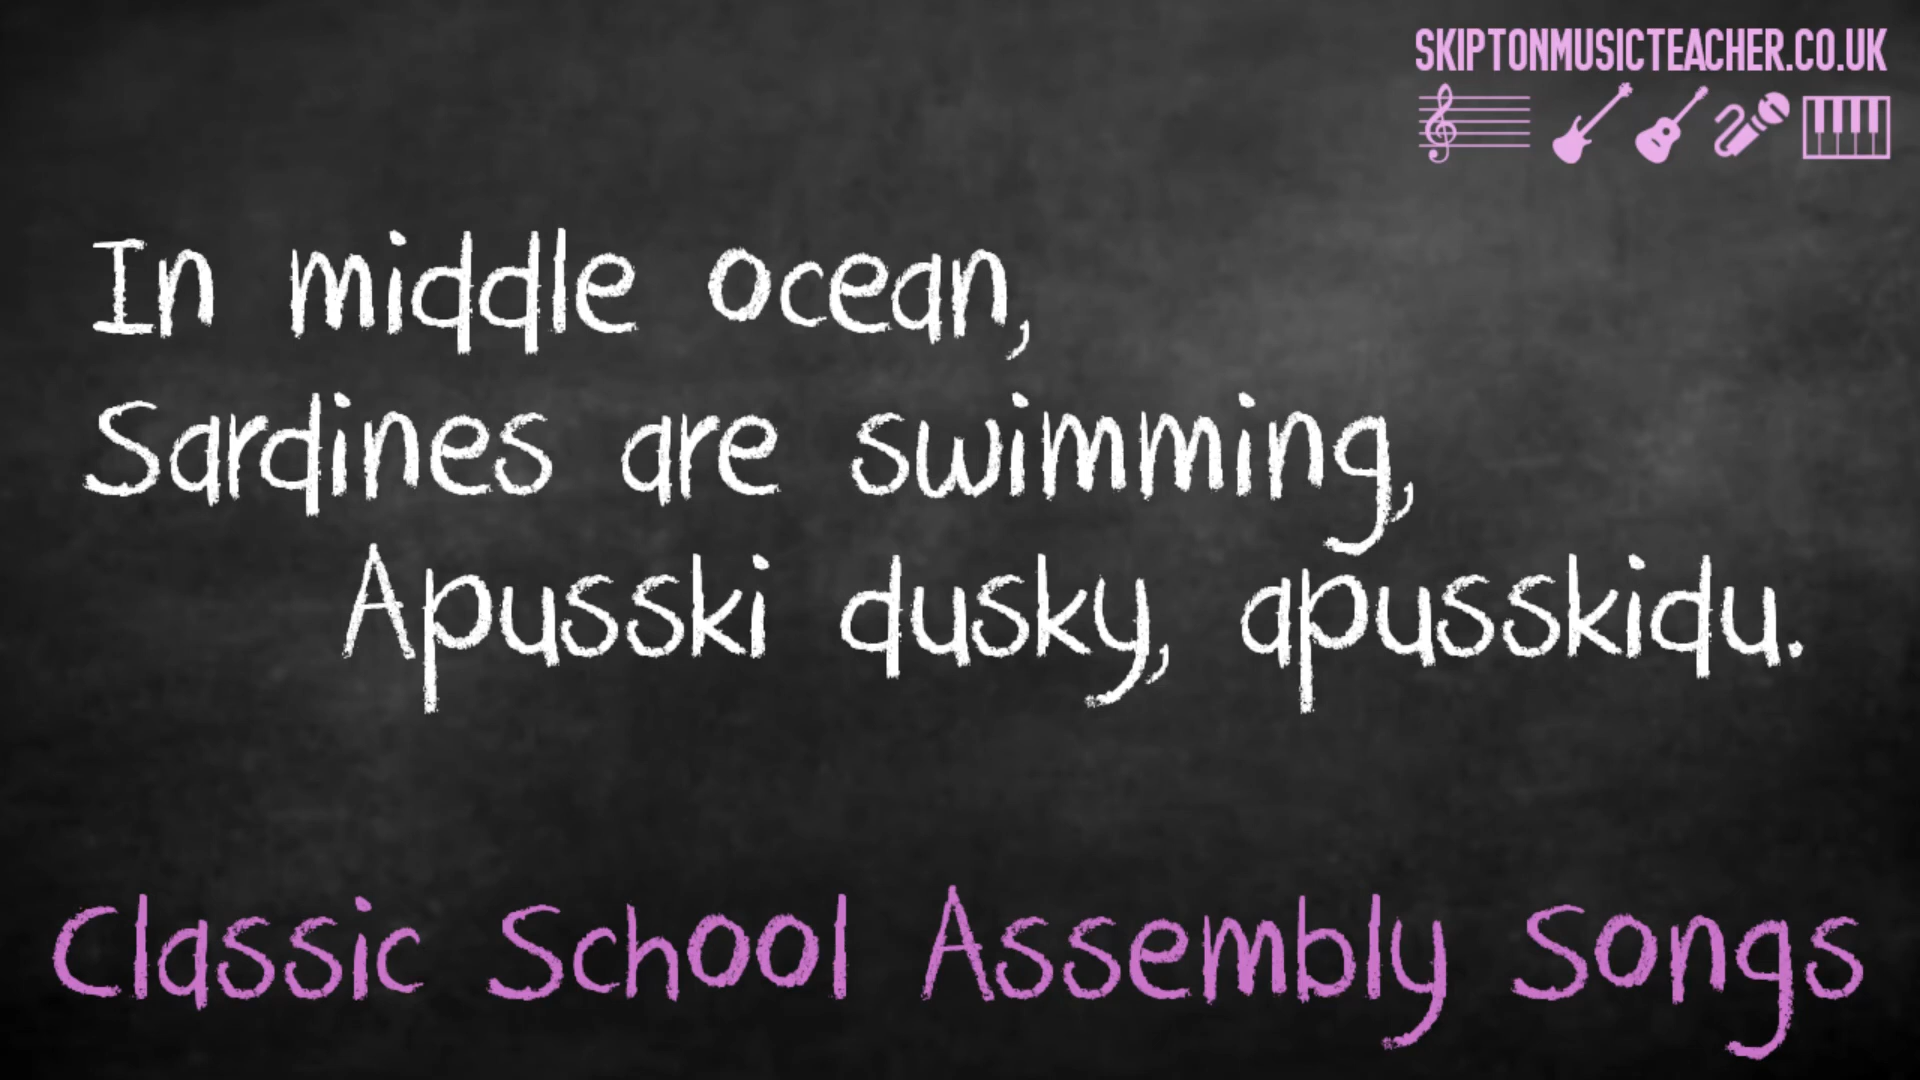 SKIPTONMUSICTEACHER.CO.UK
In middle ocean,
Sardines are swimming,
Apusski dusky, apusskidu.
Classic School Assembly Songs